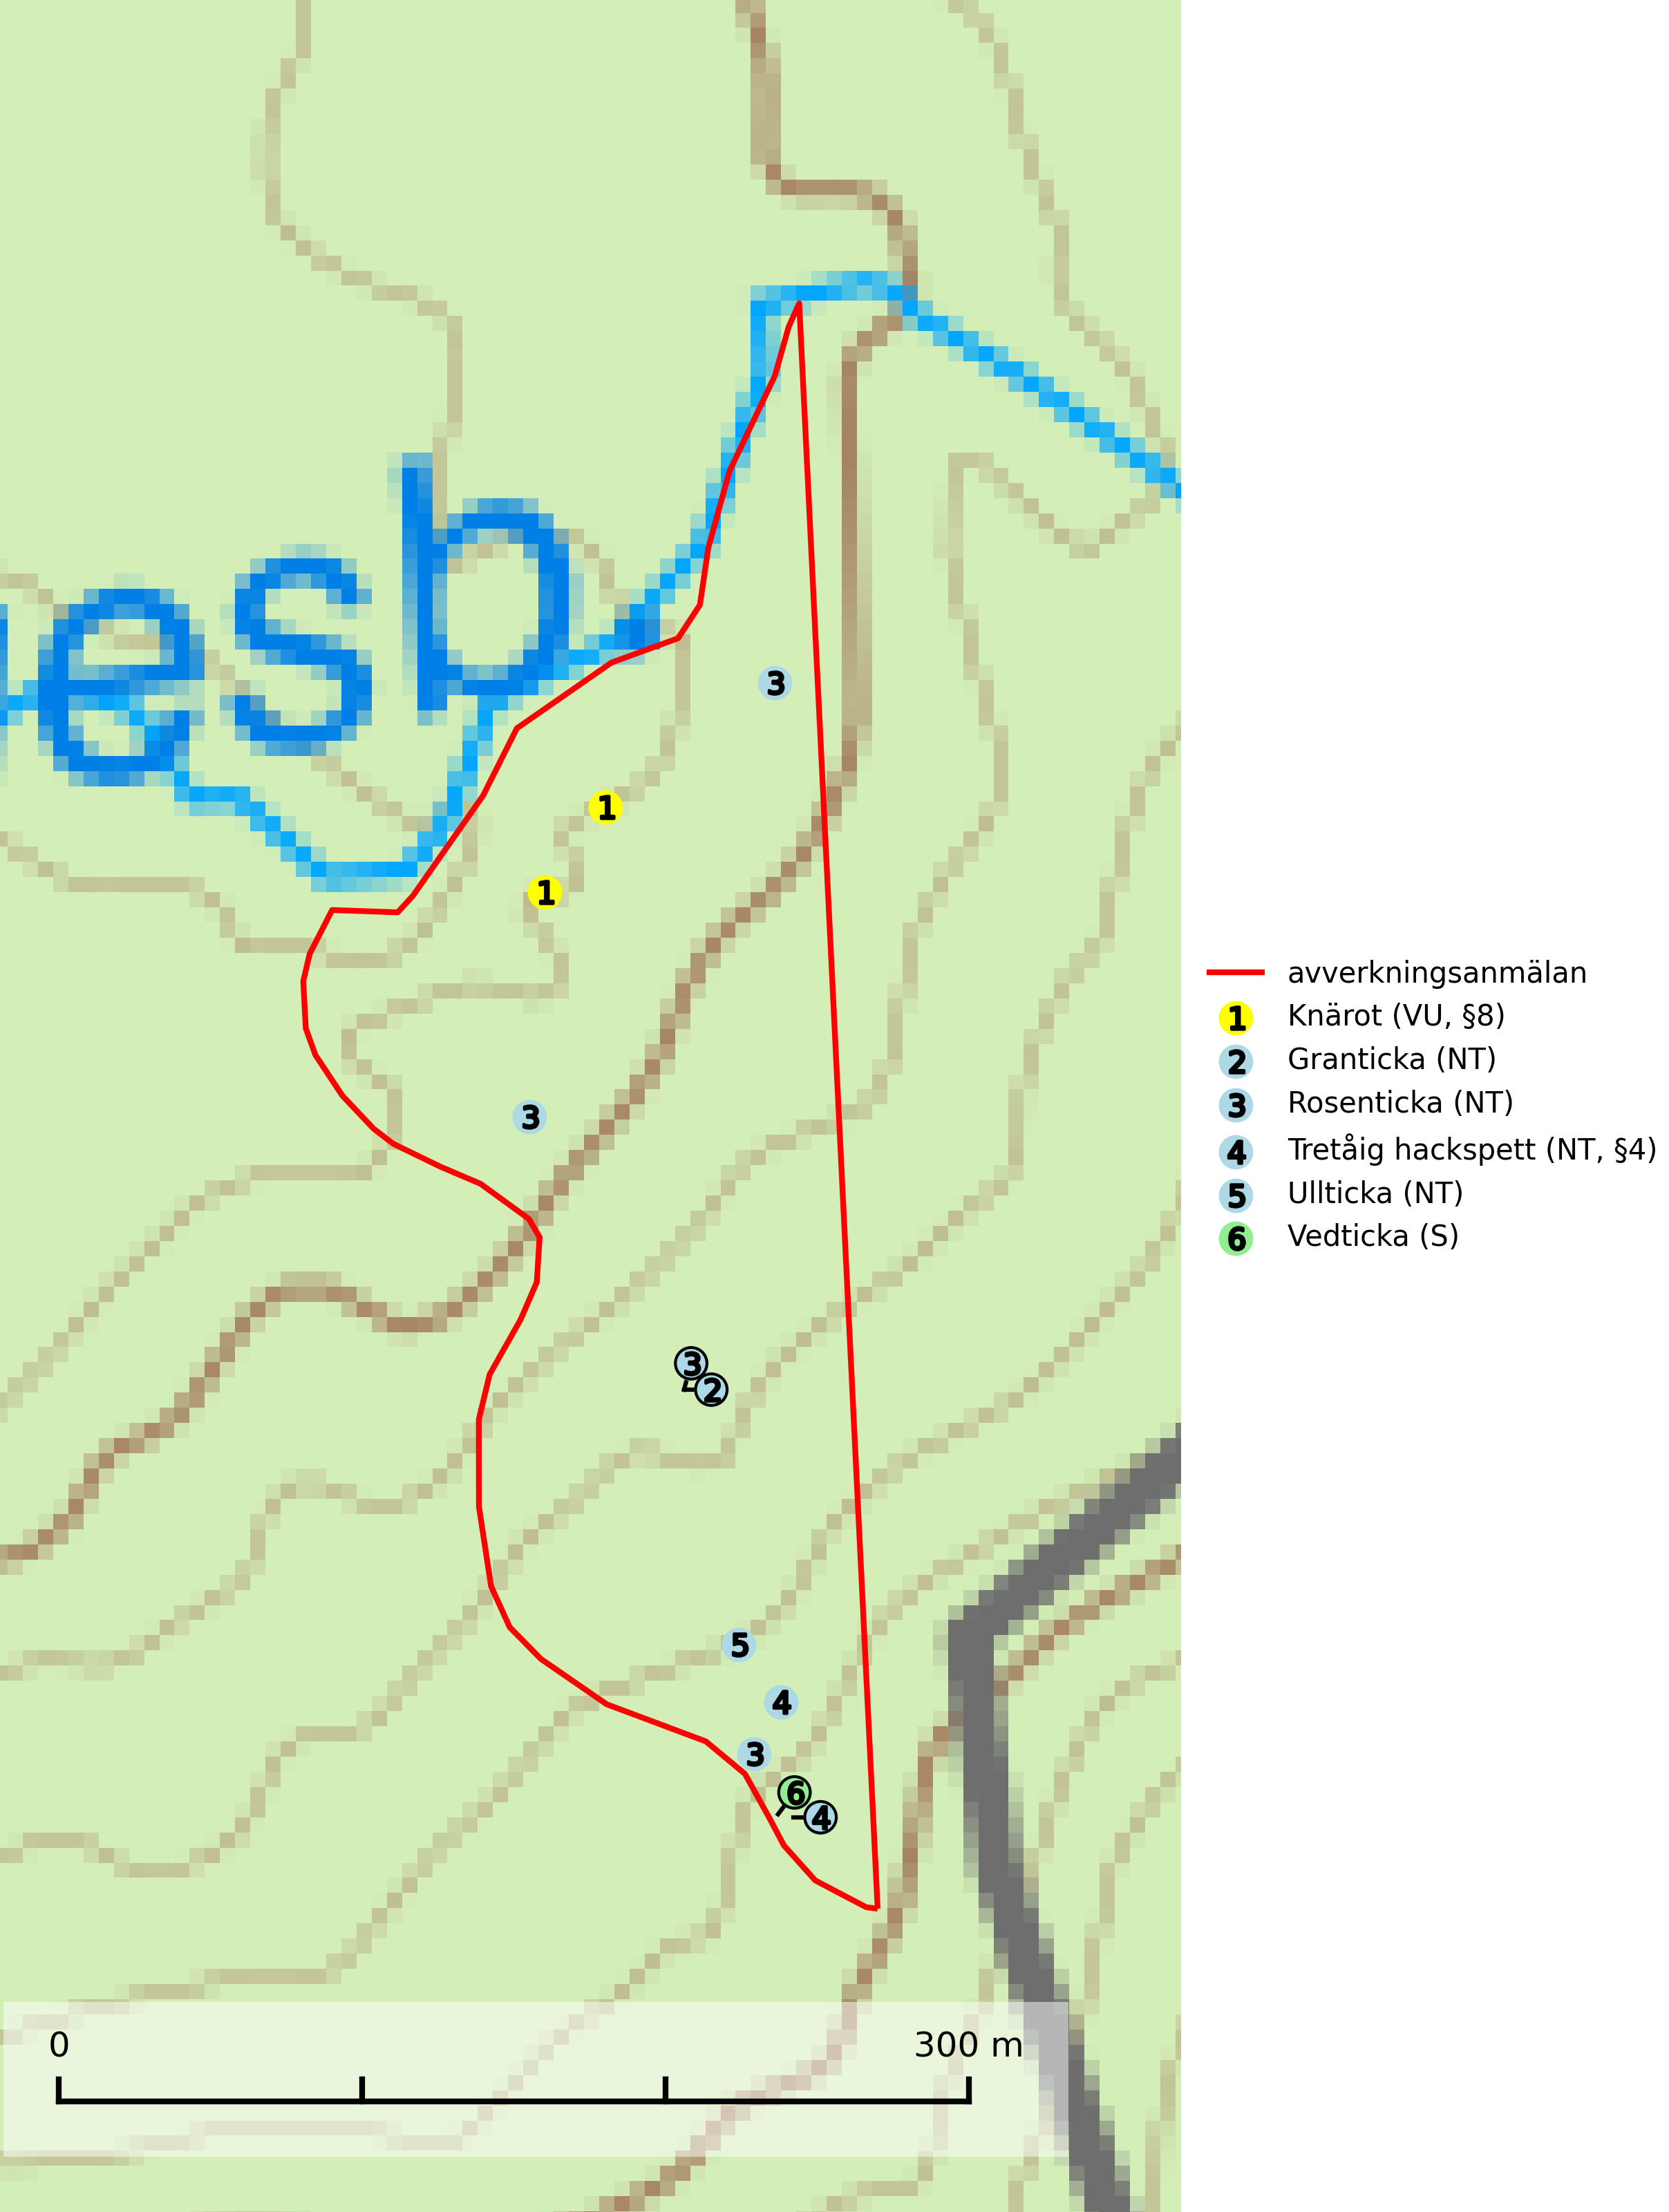 esb
3
1
1
3
3
2
5
4
3
6
4
0 300 m
avverkningsanmälan
1 Knärot (VU, §8)
2 Granticka (NT)
3 Rosenticka (NT)
4 Tretåig hackspett (NT, §4)
5 Ullticka (NT)
6 Vedticka (S)